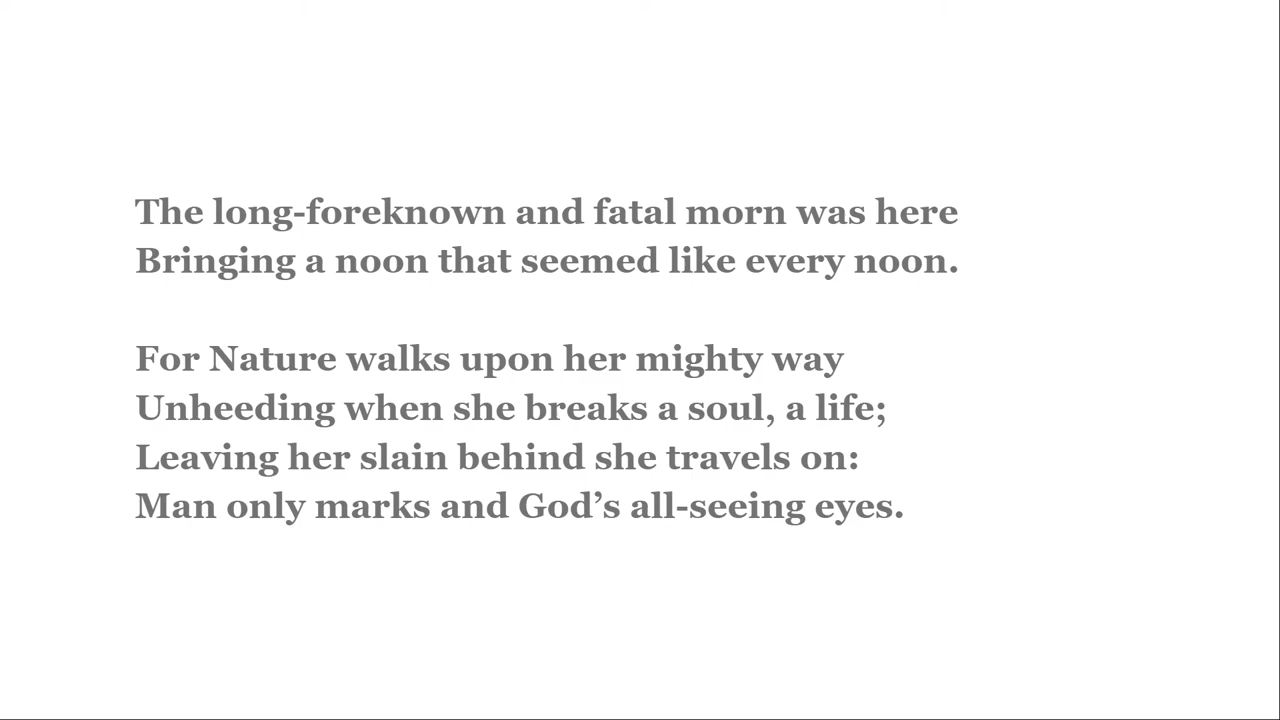 The long-foreknown and fatal morn was here
Bringing a noon that seemed like every noon.
For Nature walks upon her mighty way
Unheeding when she breaks a soul, a life;
Leaving her slain behind she travels on:
Man only marks and God’s all-seeing eyes.